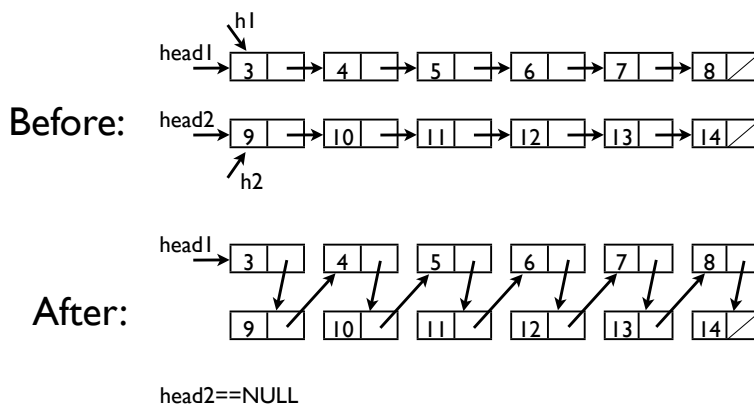 h1
head1
3 4 5 6 7 8
Before:
head2
9 10 11 12 13 14
h2
head1
3 4 5 6 7 8
After:
9 10 11 12 13 14
head2==NULL